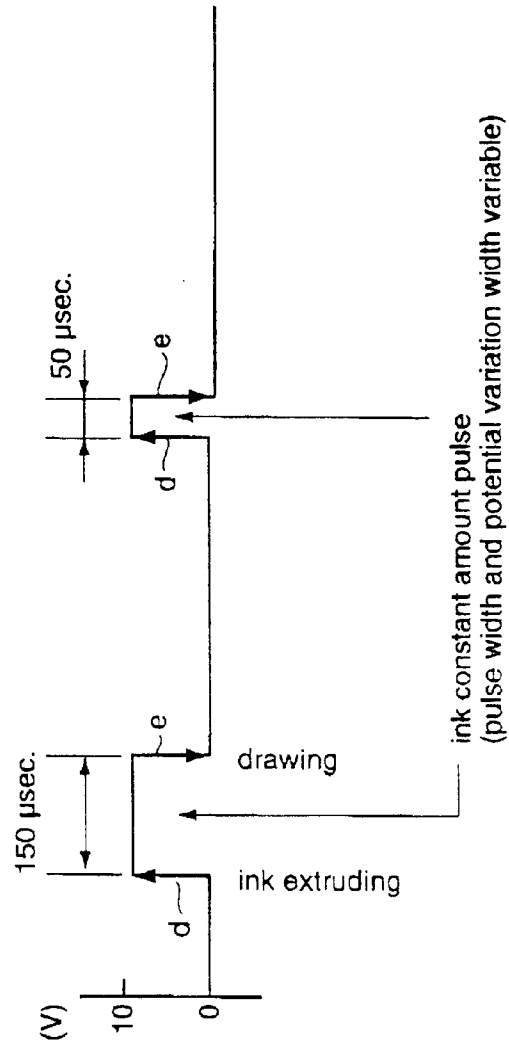 (V)
10
0
150 µsec.
d
e
ink extruding
drawing
50 µsec.
d
e
ink constant amount pulse
(pulse width and potential variation width variable)